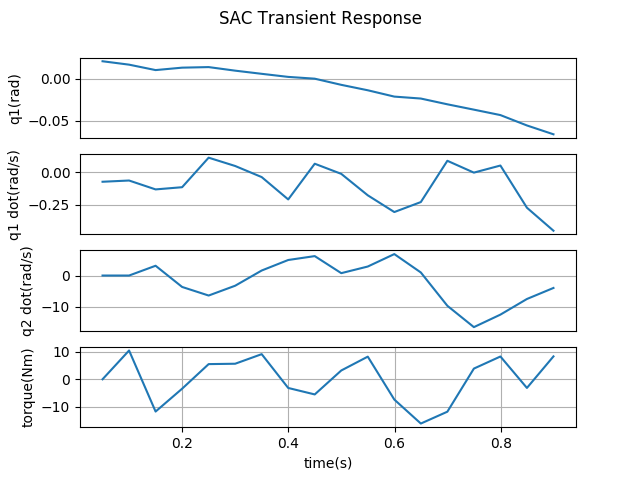 SAC Transient Response
q1(rad)
0.00
−0.05
q1 dot(rad/s)
0.00
−0.25
q2 dot(rad/s)
0
−10
torque(Nm)
10
0
−10
0.2 0.4 0.6 0.8
time(s)